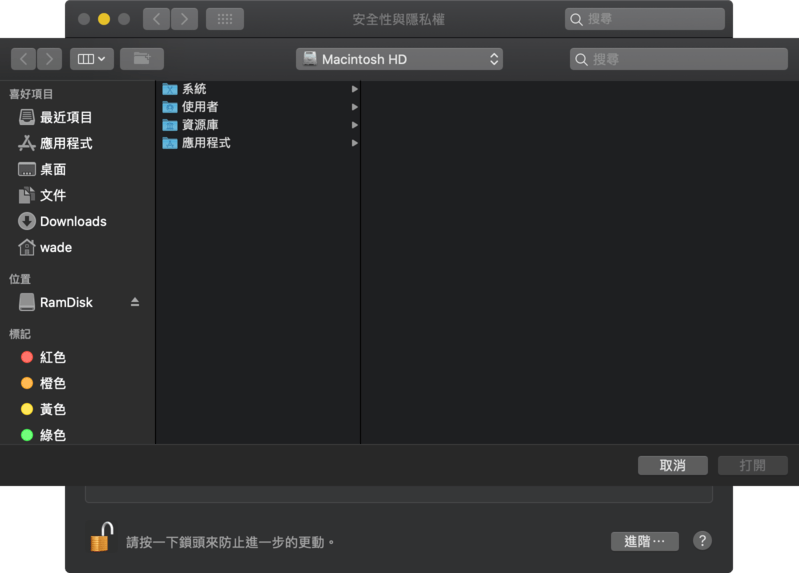 安全性與隱私權
搜尋
Macintosh HD
搜尋
喜好項目
最近項目
應用程式
桌面
文件
Downloads
wade
位置
RamDisk
標記
紅色
橙色
黃色
綠色
系統
使用者
資源庫
應用程式
取消
打開
請按一下鎖頭來防止進一步的更動。
進階…
?